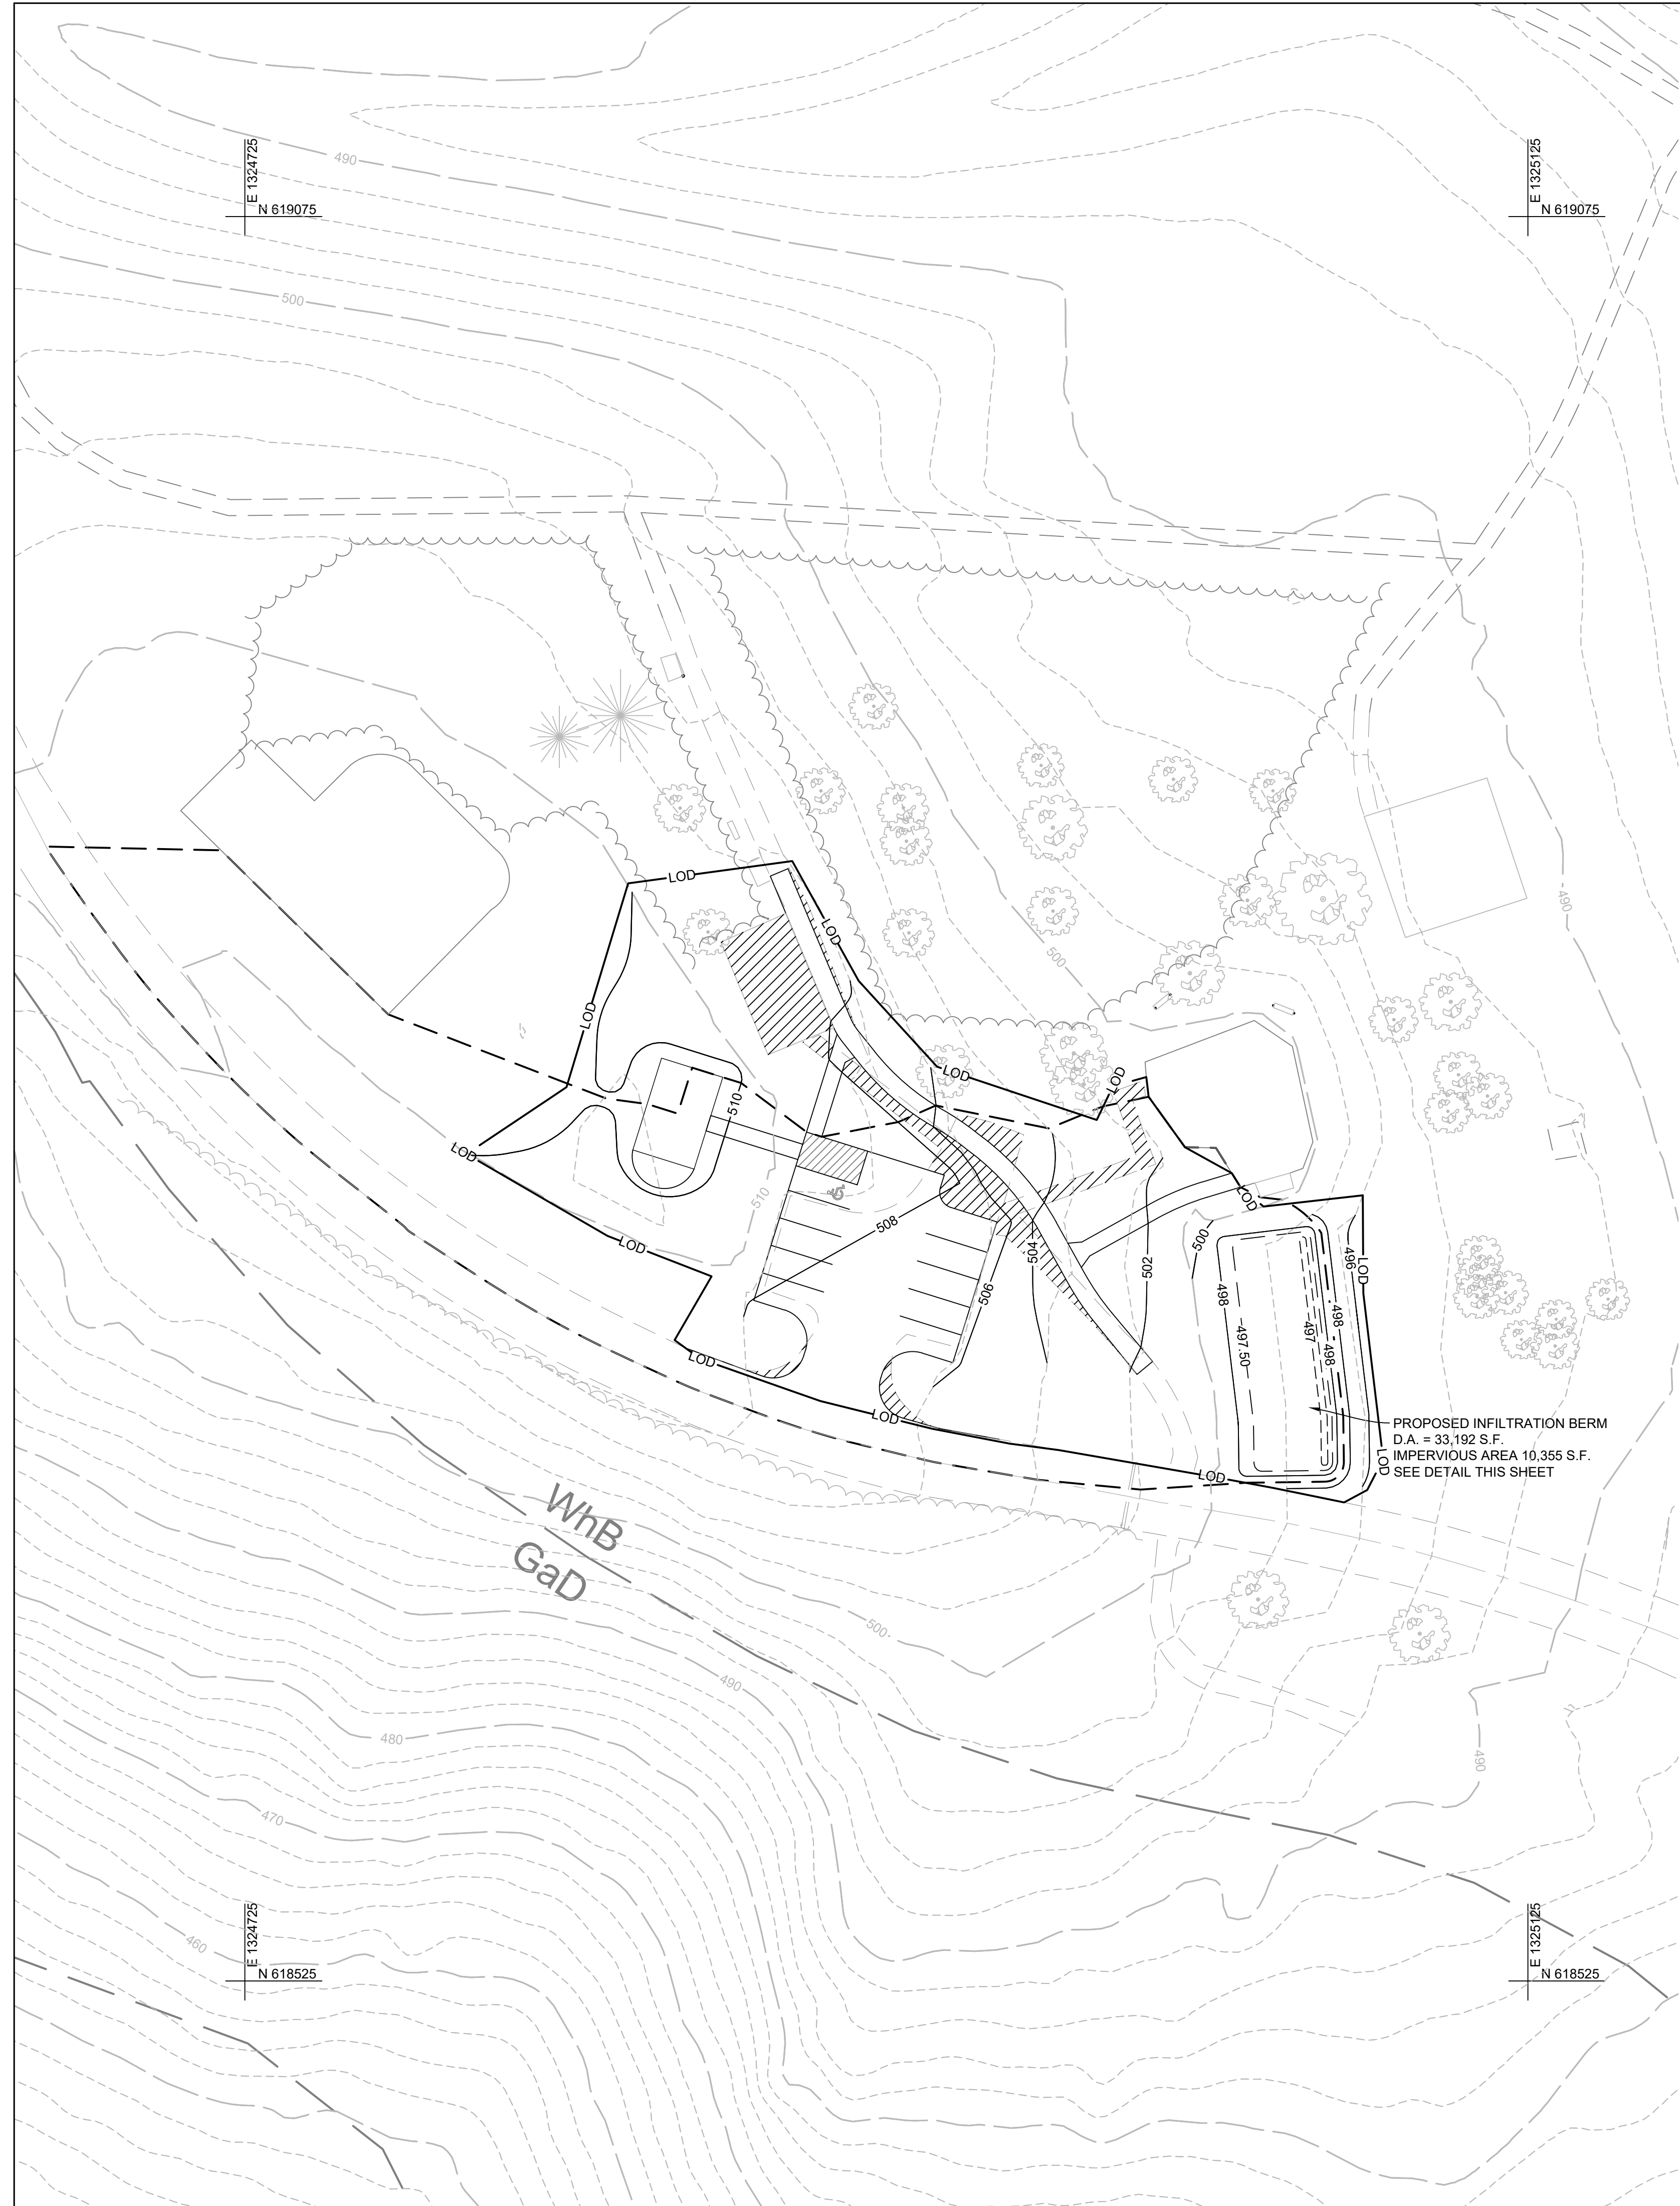 E 1324725
N 619075
E 1325125
N 619075
490
500
LOD
LOD
490
500
LOD
LOD
LOD
510
LOD
510
508
504
502
500
LOD
496
LOD
498
497.50
497
498
498
506
LOD
LOD
LOD
LOD
LOD
PROPOSED INFILTRATION BERM
D.A. = 33,192 S.F.
IMPERVIOUS AREA 10,355 S.F.
SEE DETAIL THIS SHEET
WhB
GaD
500
490
480
490
470
460
E 1324725
N 618525
E 1325125
N 618525